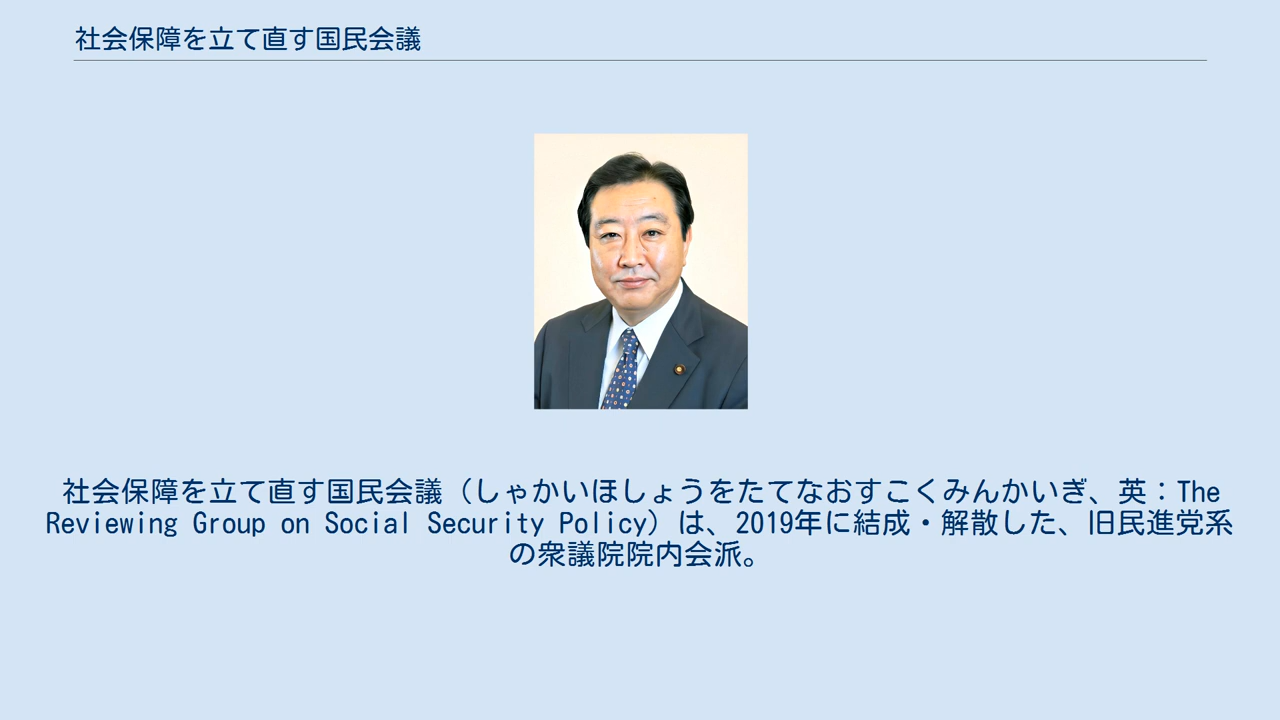 社会保障を立て直す国民会議
社会保障を立て直す国民会議（しゃかいほしょうをたてなおすこくみんかいぎ、英：The
Reviewing Group on Social Security Policy）は、2019年に結成・解散した、旧民進党系
の衆議院院内会派。